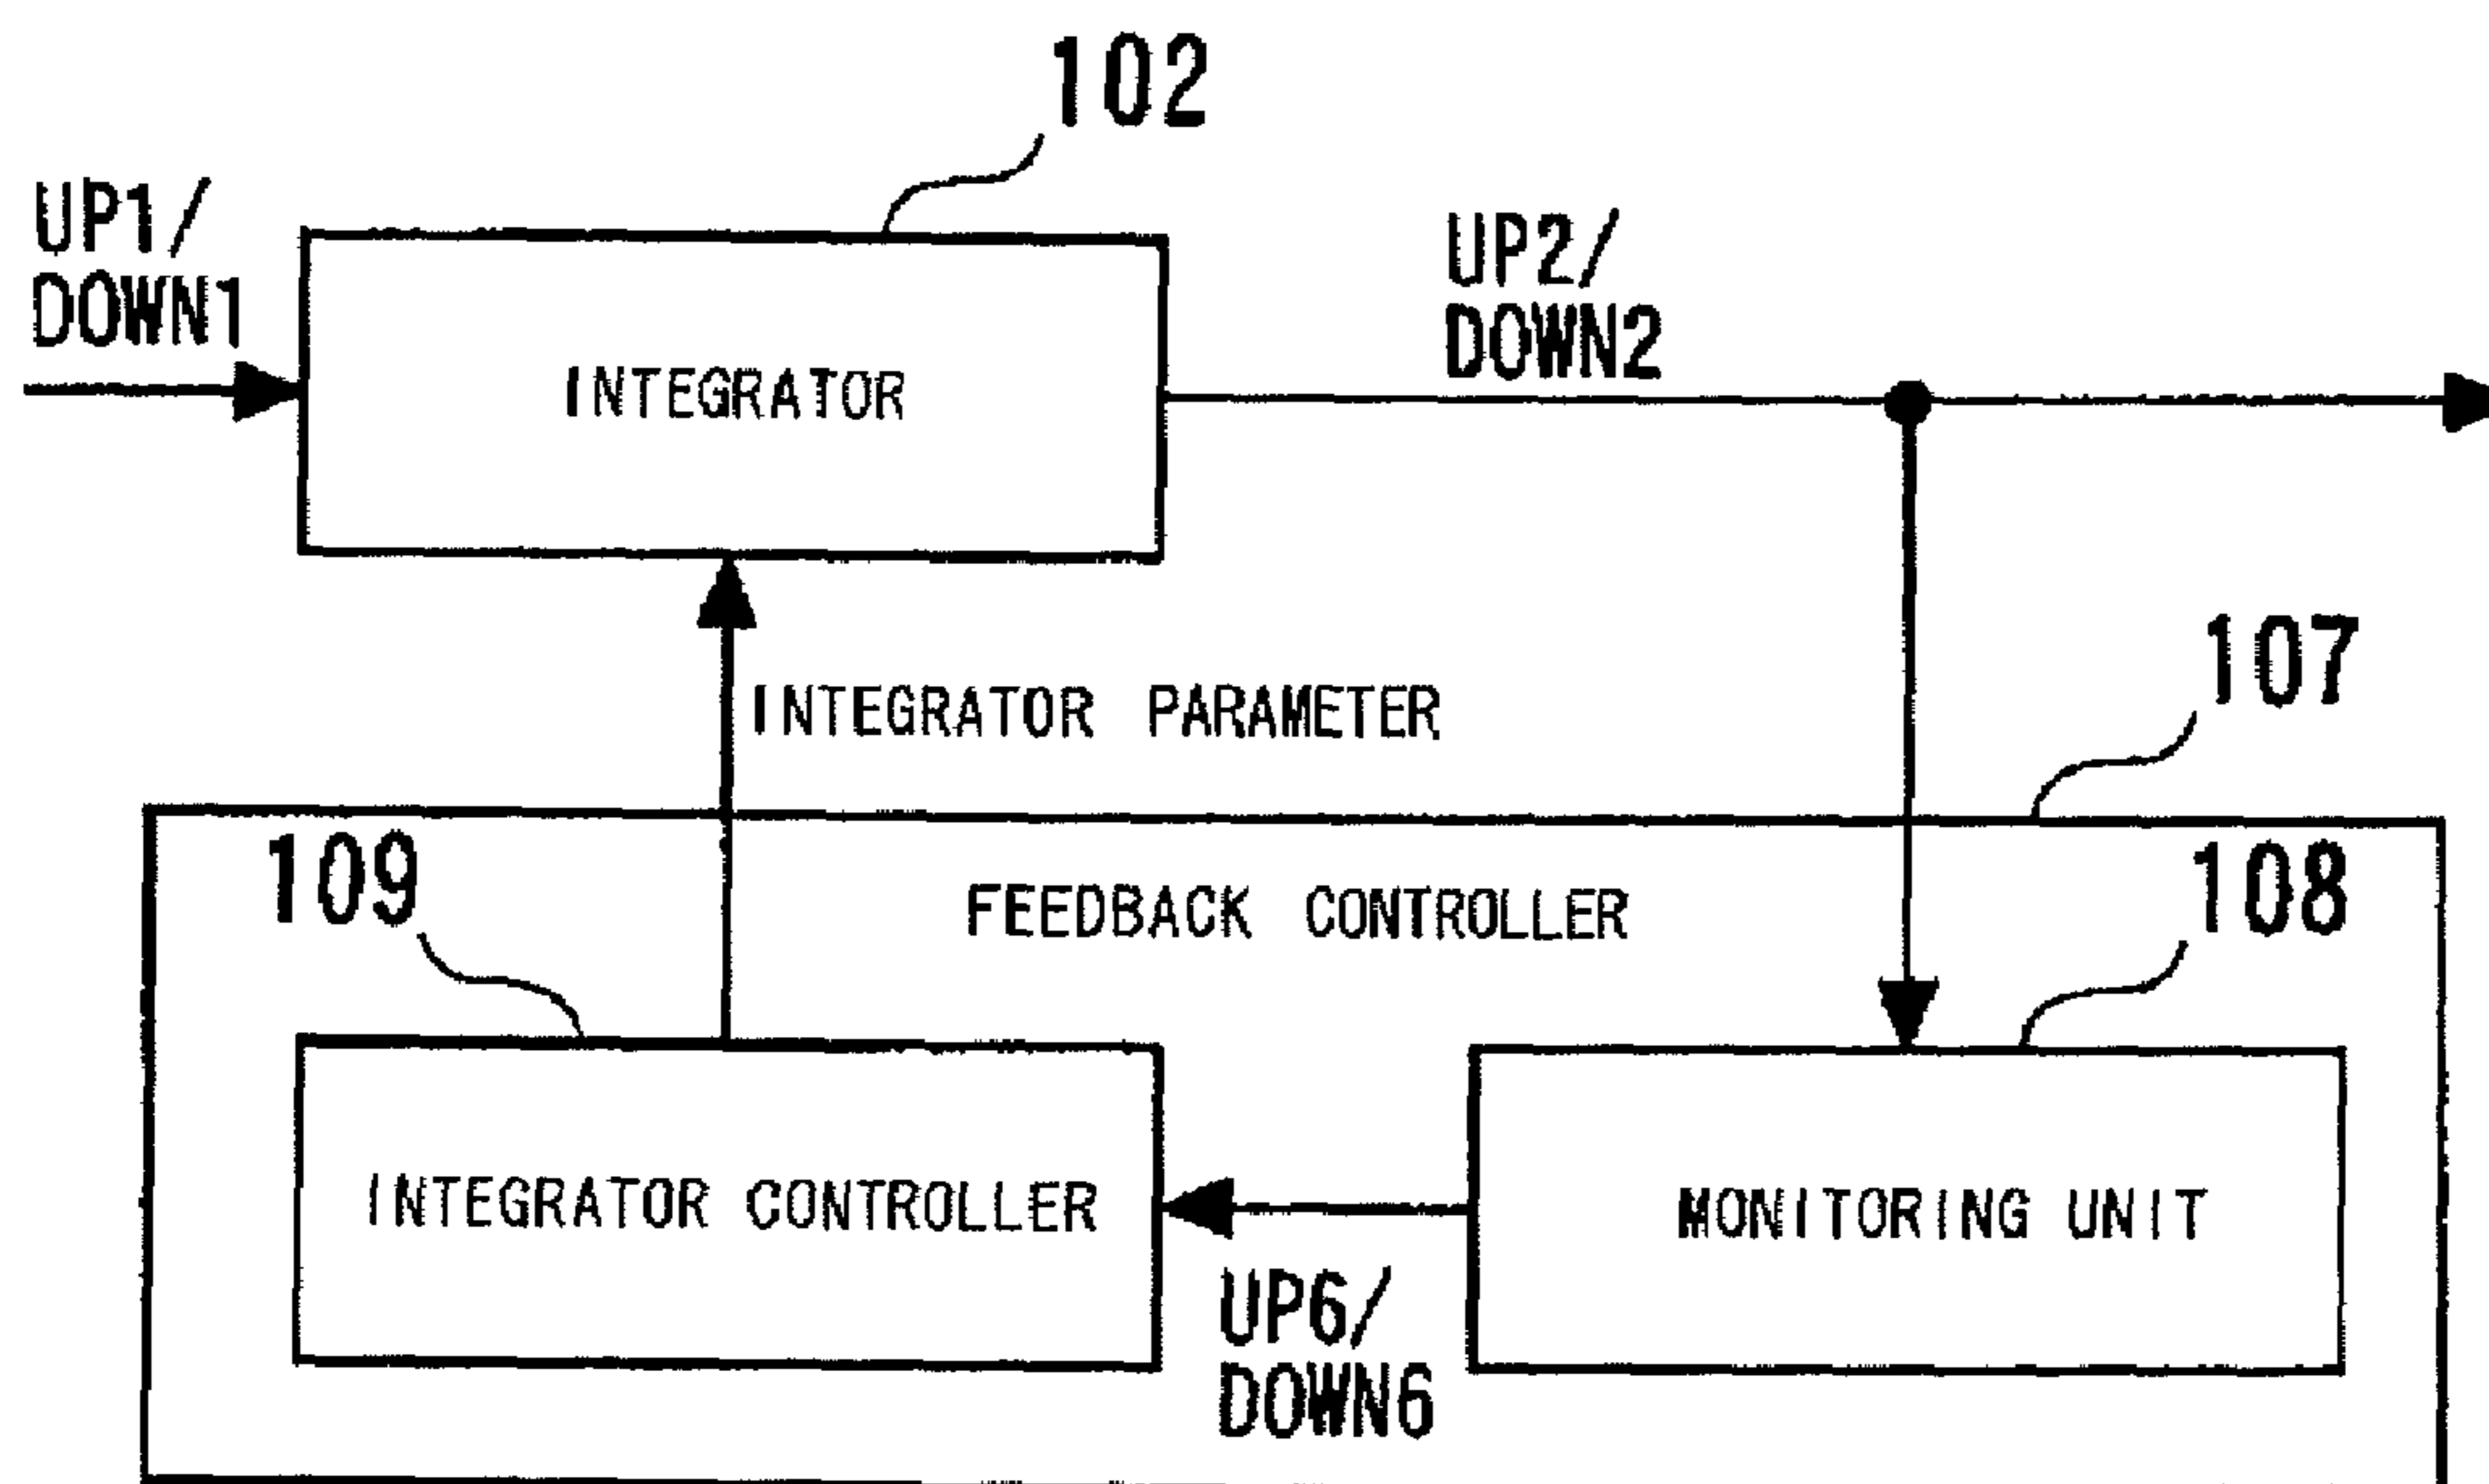 102
UP1/
DOWN1
UP2/
DOWN2
INTEGRATOR
107
INTEGRATOR PARAMETER
109
FEEDBACK CONTROLLER
108
INTEGRATOR CONTROLLER
MONITORING UNIT
UP6/
DOWN6